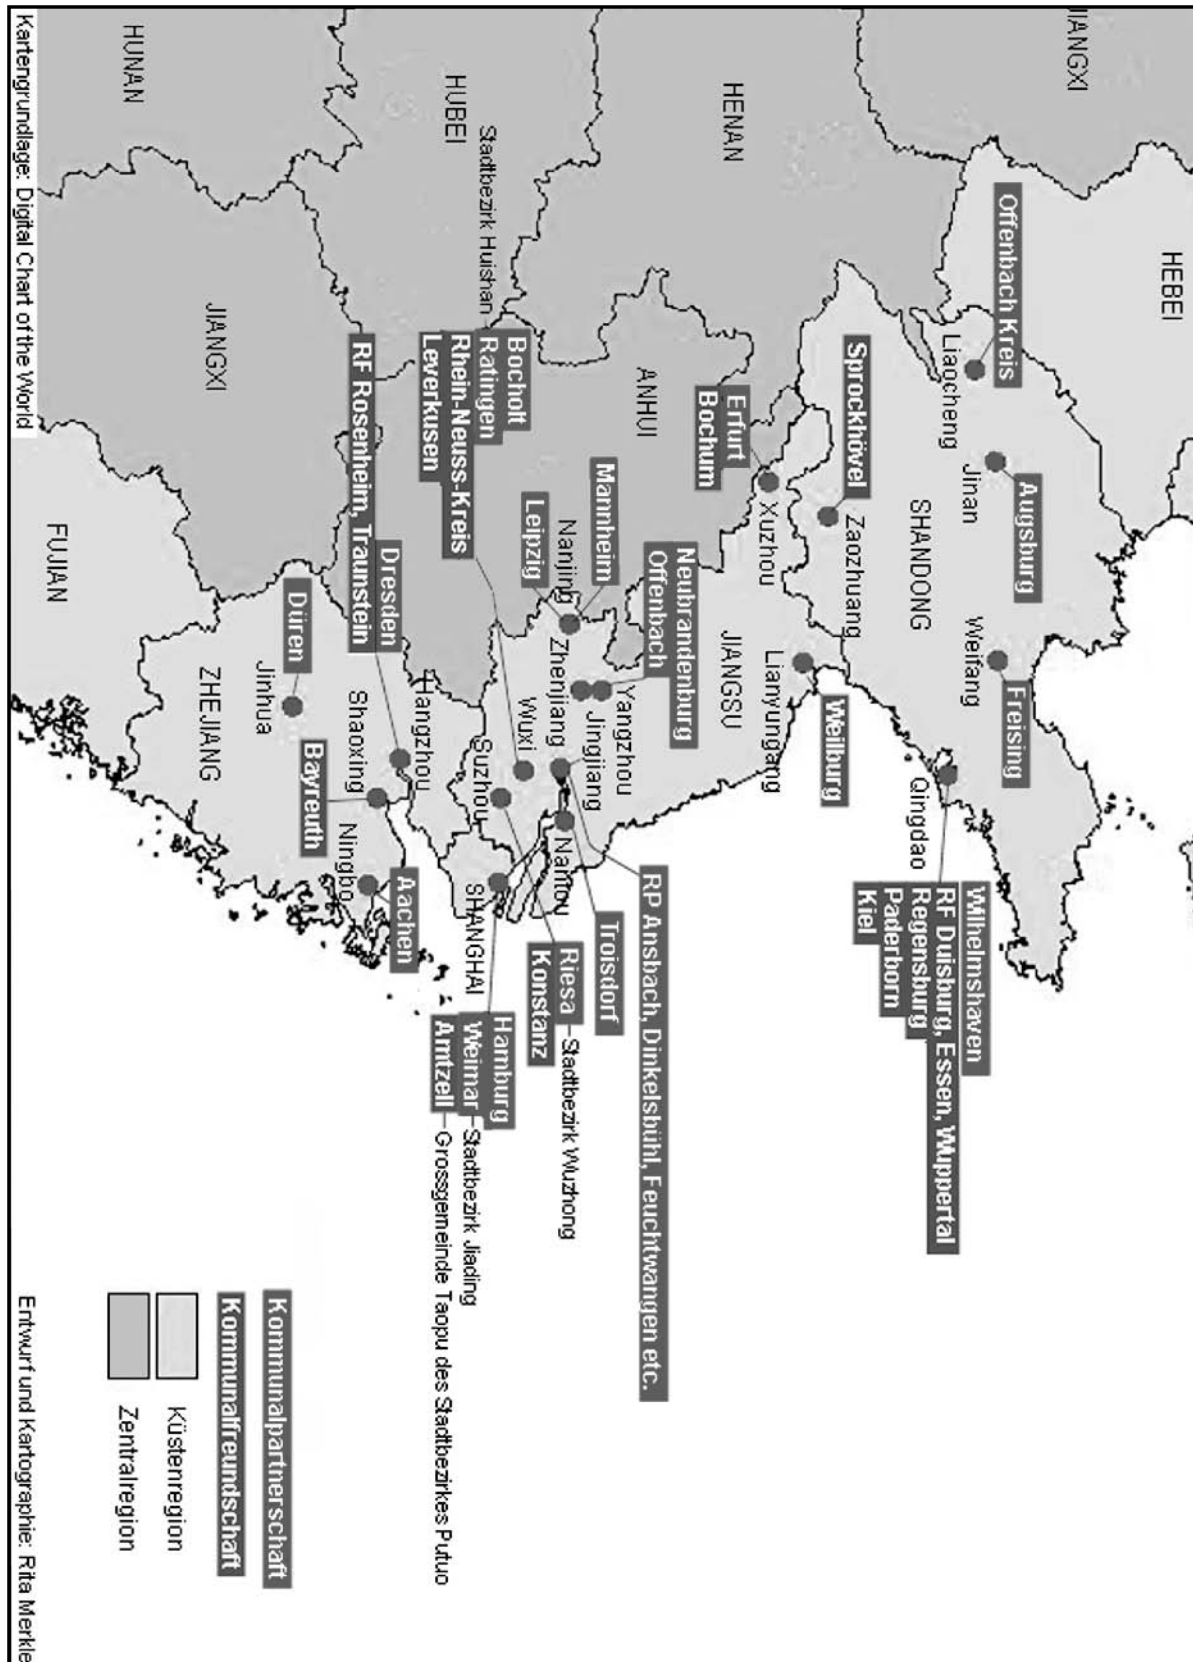 JIANGXI
HEBEI
Offenbach Kreis
Liaocheng
Augsburg
Jinan
SHANDONG
Weifang
Freising
Sprockhövel
Zaozhuang
Qingdao
Wilhelmshaven
RF Duisburg, Essen, Wuppertal
Regensburg
Paderborn
Kiel
HENAN
Erfurt
Bochum
Xuzhou
Lianyungang
Weilburg
ANHUI
JIANGSU
Neubrandenburg
Offenbach
Mannheim
Nanjing
Leipzig
Yangzhou
Jingjiang
Zhenjiang
RP Ansbach, Dinkelsbühl, Feuchtwangen etc.
Troisdorf
Nantou
HUBEI
Stadtbezirk Huishan
Bocholt
Ratingen
Rhein-Neuss-Kreis
Leverkusen
Wuxi
Suzhou
Riesa
Stadtbezirk Wuzhong
Konstanz
SHANGHAI
Hamburg
Weimar
Stadtbezirk Jiading
Amtzell
Grossgemeinde Taopu des Stadtbezirkes Putuo
Dresden
RF Rosenheim, Traunstein
Hangzhou
Shaoxing
Bayreuth
Ningbo
Aachen
HUNAN
JIANGXI
Düren
Jinhua
ZHEJIANG
FUJIAN
Kommunalpartnerschaft
Kommunalfreundschaft
Küstenregion
Zentralregion
Kartengrundlage: Digital Chart of the World
Entwurf und Kartographie: Rita Merkle